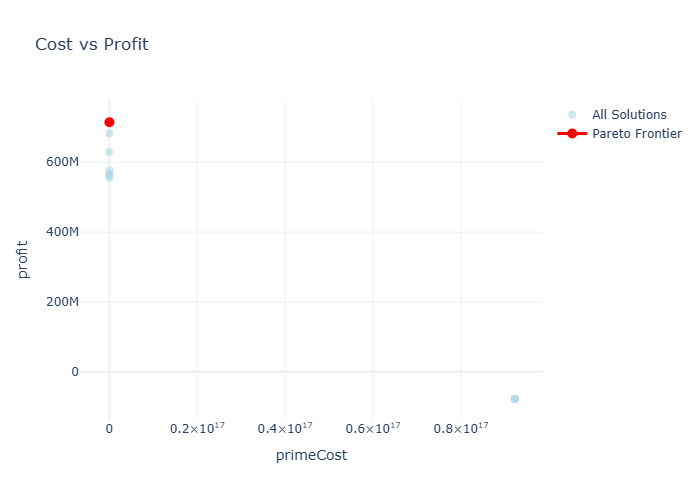 Cost vs Profit
All Solutions
Pareto Frontier
600M
400M
200M
0
profit
0
0.2×10¹⁷
0.4×10¹⁷
0.6×10¹⁷
0.8×10¹⁷
primeCost